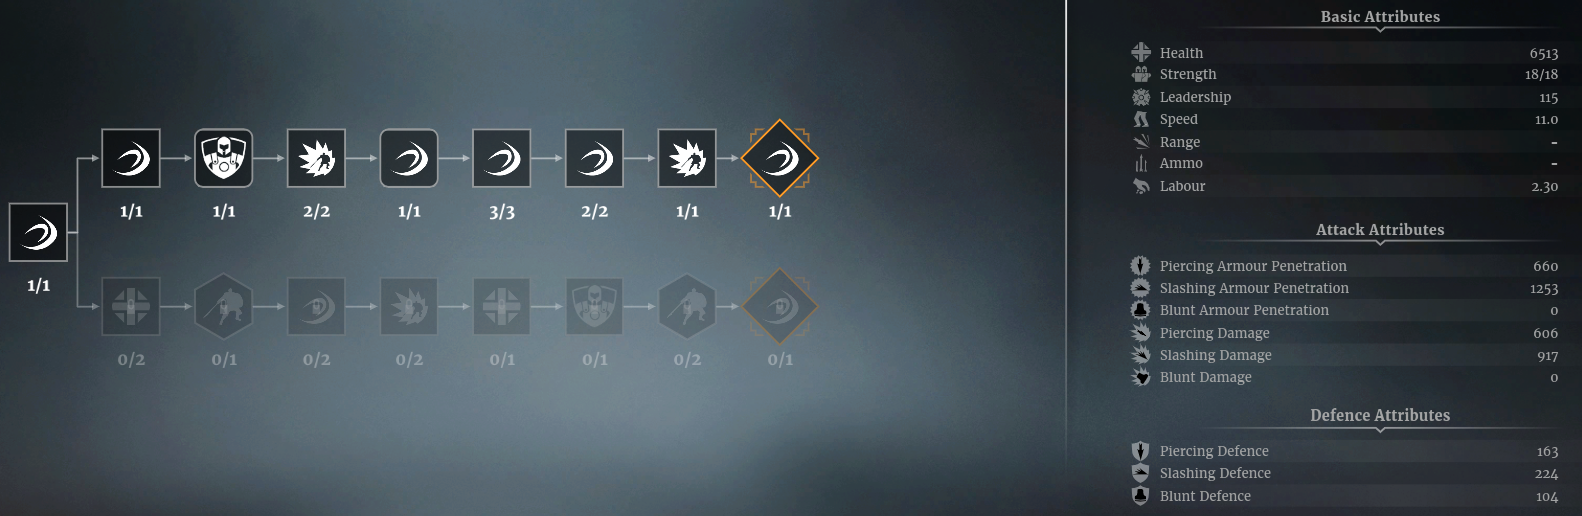 1/1 1/1 2/2 1/1 3/3 2/2 1/1 1/1
1/1
0/2 0/1 0/2 0/2 0/1 0/1 0/2 0/1
Basic Attributes
Health 6513
Strength 18/18
Leadership 115
Speed 11.0
Range -
Ammo -
Labour 2.30
Attack Attributes
Piercing Armour Penetration 660
Slashing Armour Penetration 1253
Blunt Armour Penetration 0
Piercing Damage 606
Slashing Damage 917
Blunt Damage 0
Defence Attributes
Piercing Defence 163
Slashing Defence 224
Blunt Defence 104